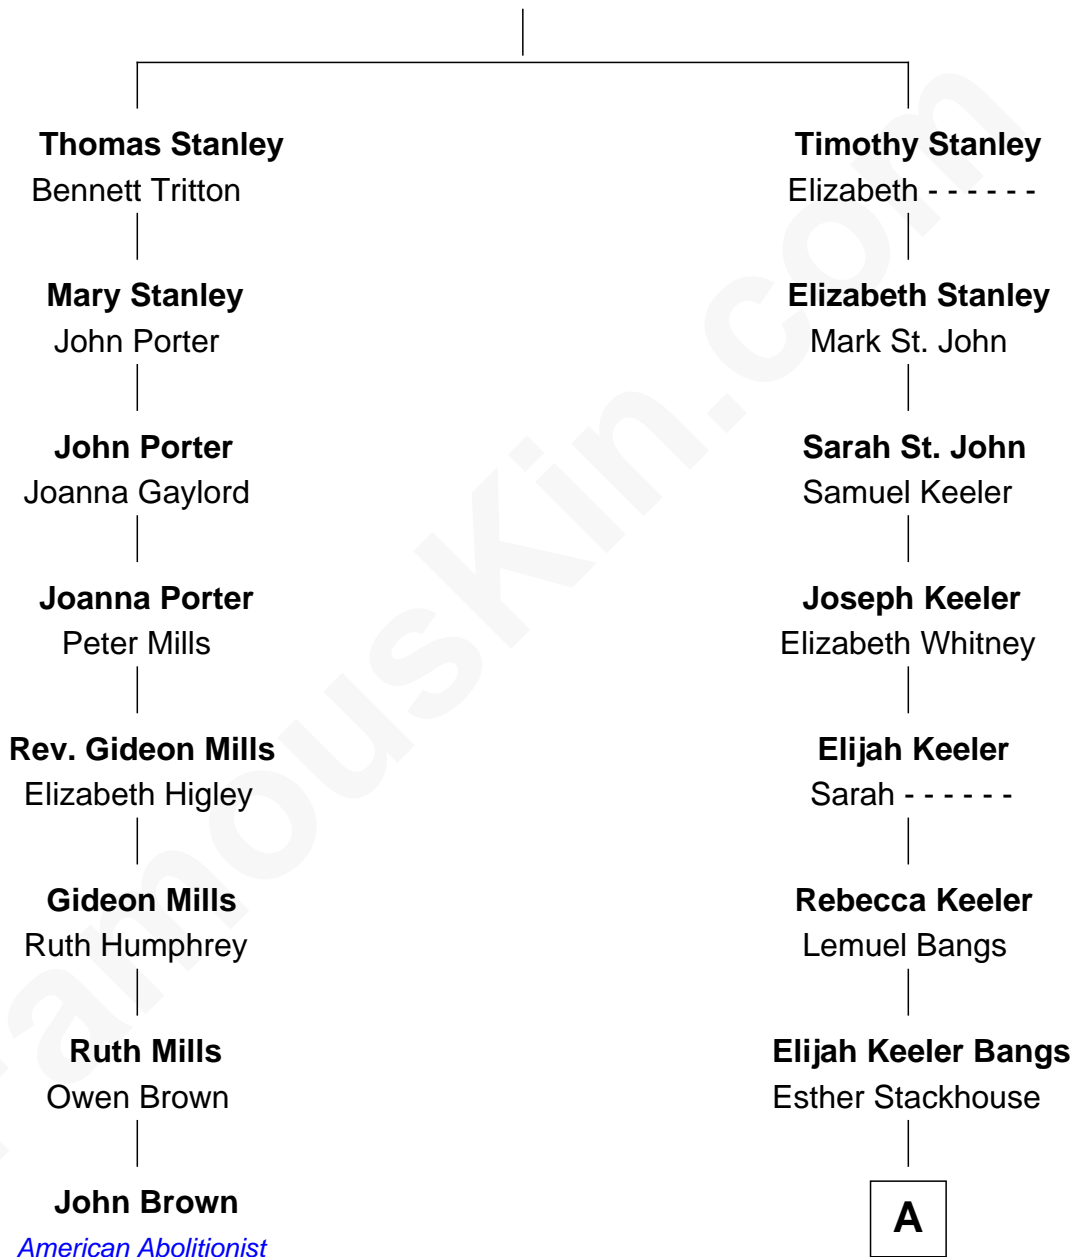 Thomas Stanley
Bennett Tritton
Mary Stanley
John Porter
John Porter
Joanna Gaylord
Joanna Porter
Peter Mills
Rev. Gideon Mills
Elizabeth Higley
Gideon Mills
Ruth Humphrey
Ruth Mills
Owen Brown
John Brown
American Abolitionist
Timothy Stanley
Elizabeth - - - - - -
Elizabeth Stanley
Mark St. John
Sarah St. John
Samuel Keeler
Joseph Keeler
Elizabeth Whitney
Elijah Keeler
Sarah - - - - - -
Rebecca Keeler
Lemuel Bangs
Elijah Keeler Bangs
Esther Stackhouse
A
FamousKin.com